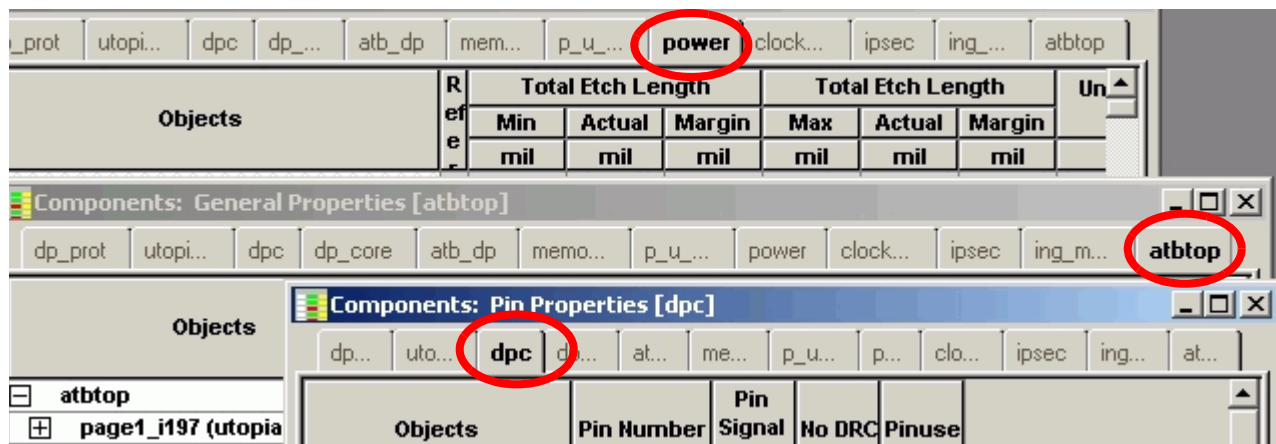 _prot utopi... dpc dp_... atb_dp mem... p_u_... power clock... ipsec ing_... atbtop
Objects Refe Total Etch Length Total Etch Length Un
Min Actual Margin Max Actual Margin
mil mil mil mil mil mil
Components: General Properties [atbtop]
dp_prot utopi... dpc dp_core atb_dp memo... p_u_... power clock... ipsec ing_m... atbtop
Objects
Components: Pin Properties [dpc]
dp... uto... dpc at... me... p_u... p... clo... ipsec ing... at...
atbtop
page1_i197 (utopia
Objects Pin Number Pin Signal No DRC Pinuse